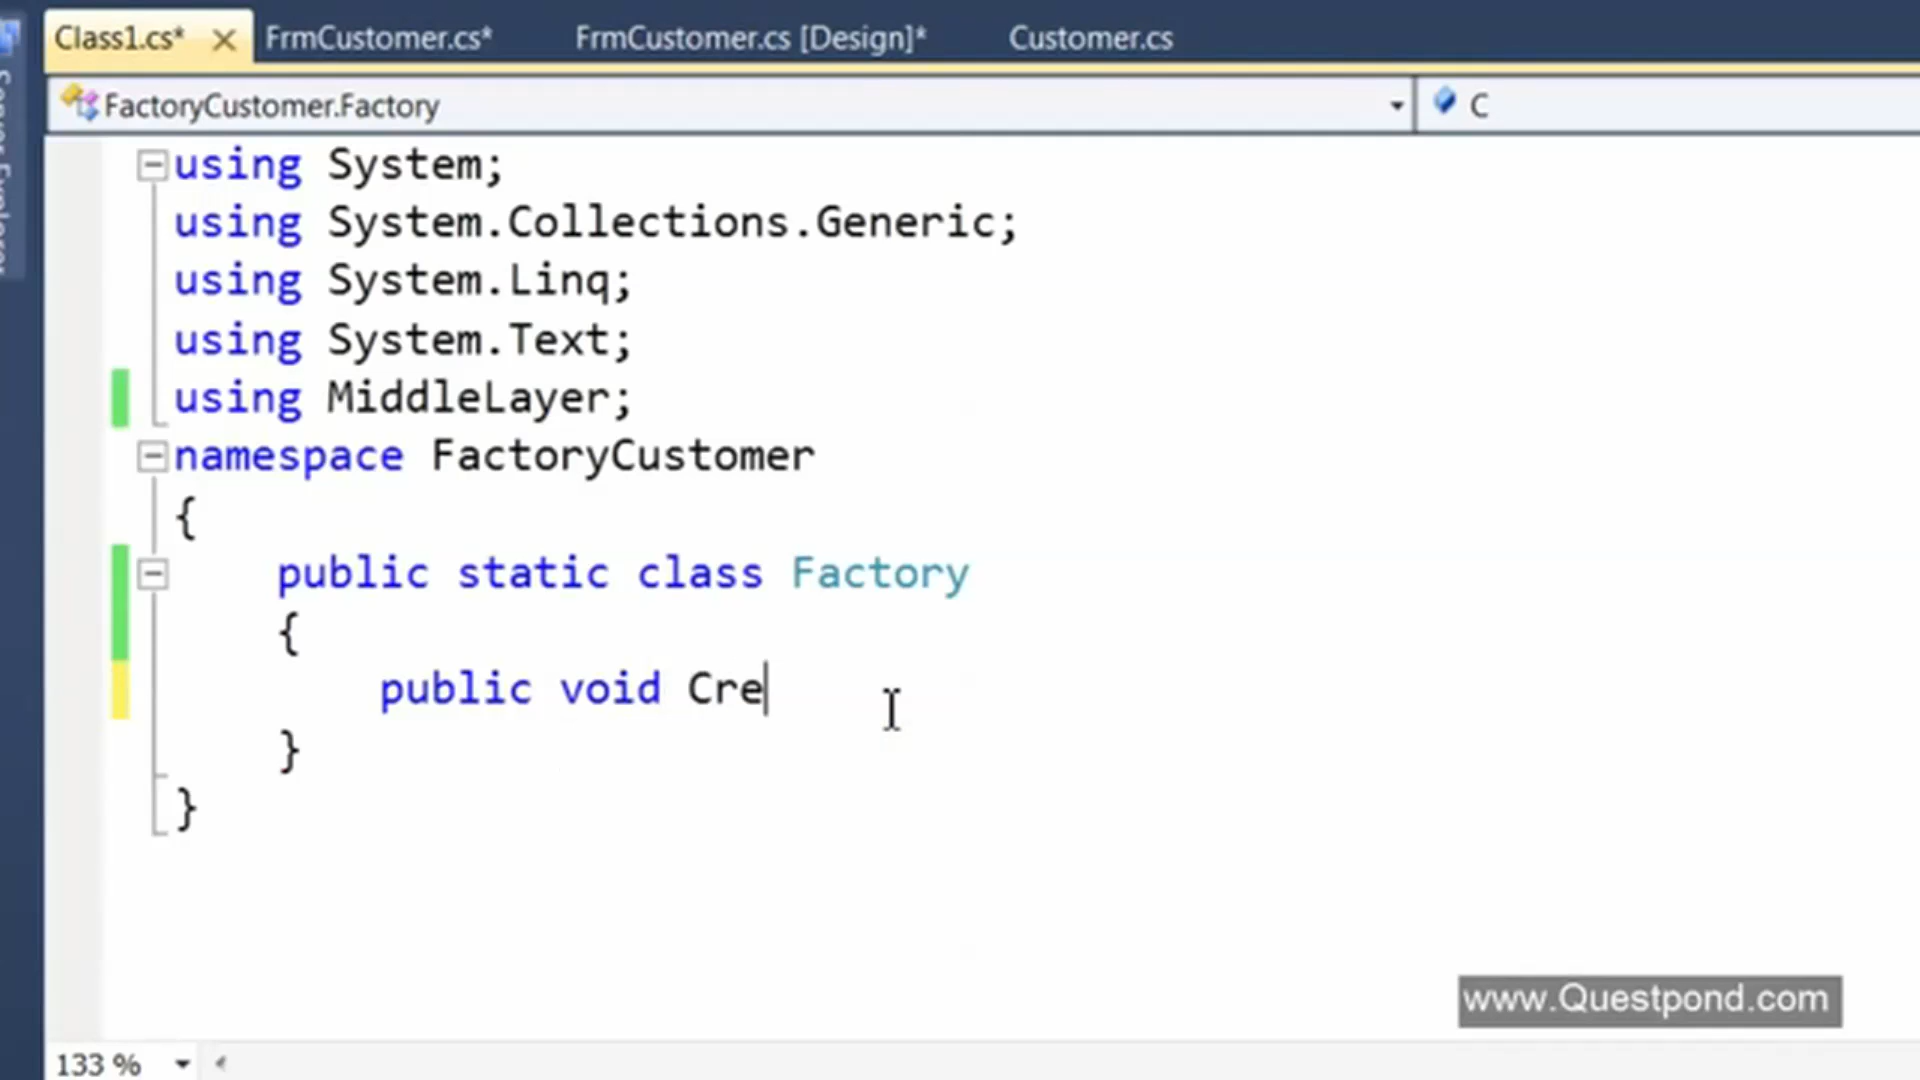 Class1.cs* FrmCustomer.cs* FrmCustomer.cs [Design]* Customer.cs
FactoryCustomer.Factory C
Server Explorer
using System;
using System.Collections.Generic;
using System.Linq;
using System.Text;
using MiddleLayer;
namespace FactoryCustomer
{
public static class Factory
{
public void Cre
}
}
www.Questpond.com
133 %